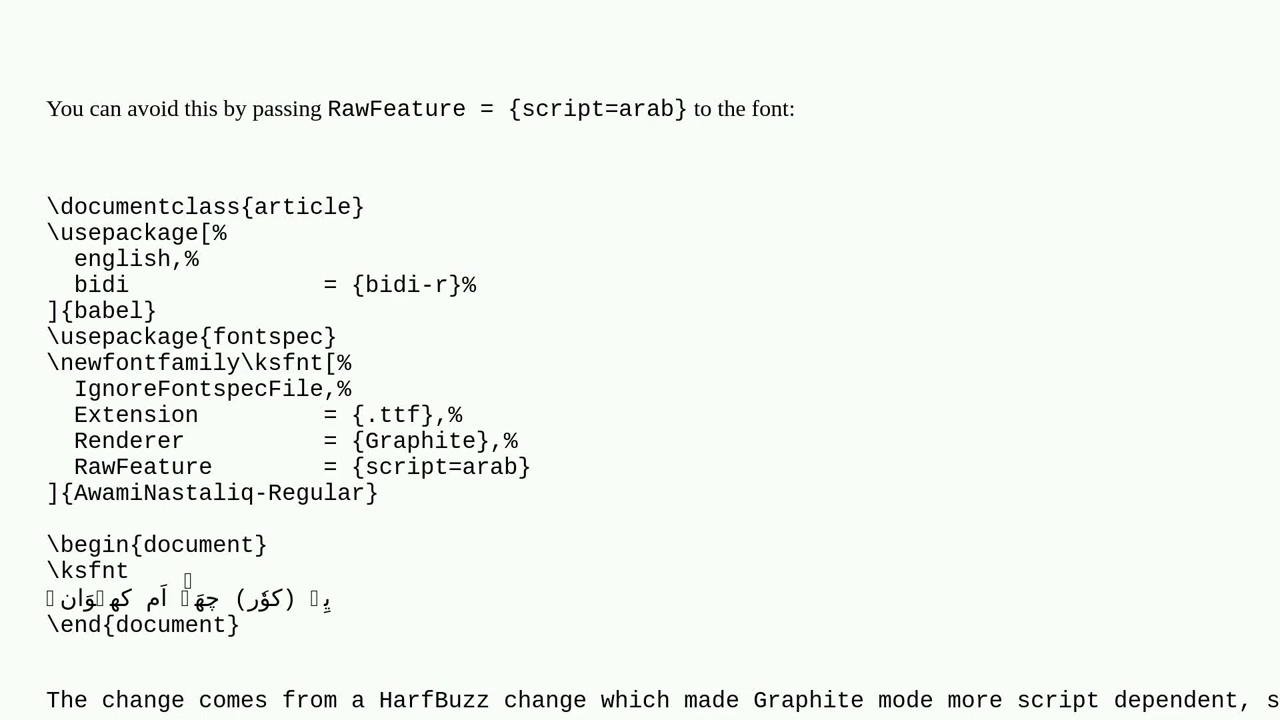 You can avoid this by passing RawFeature = {script=arab} to the font:
\documentclass{article}
\usepackage[%
  english,%
  bidi              = {bidi-r}%
]{babel}
\usepackage{fontspec}
\newfontfamily\ksfnt[%
  IgnoreFontspecFile,%
  Extension         = {.ttf},%
  Renderer          = {Graphite},%
  RawFeature        = {script=arab}
]{AwamiNastaliq-Regular}
\begin{document}
\ksfnt
(کوٗر) اَم
\end{document}
The change comes from a HarfBuzz change which made Graphite mode more script dependent,